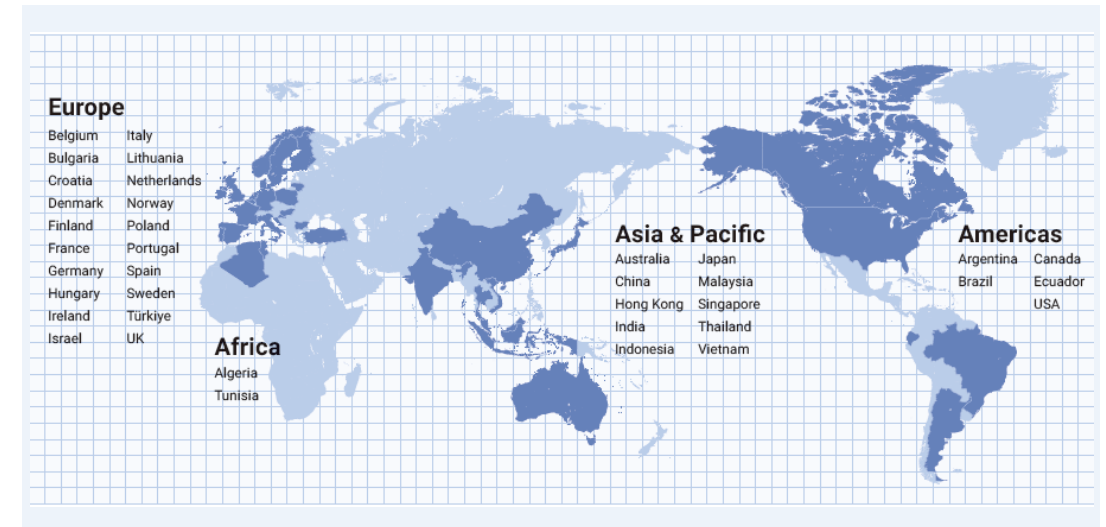 Europe
Belgium Italy
Bulgaria Lithuania
Croatia Netherlands
Denmark Norway
Finland Poland
France Portugal
Germany Spain
Hungary Sweden
Ireland Türkiye
Israel UK
Africa
Algeria
Tunisia
Asia & Pacific
Australia Japan
China Malaysia
Hong Kong Singapore
India Thailand
Indonesia Vietnam
Americas
Argentina Canada
Brazil Ecuador
USA